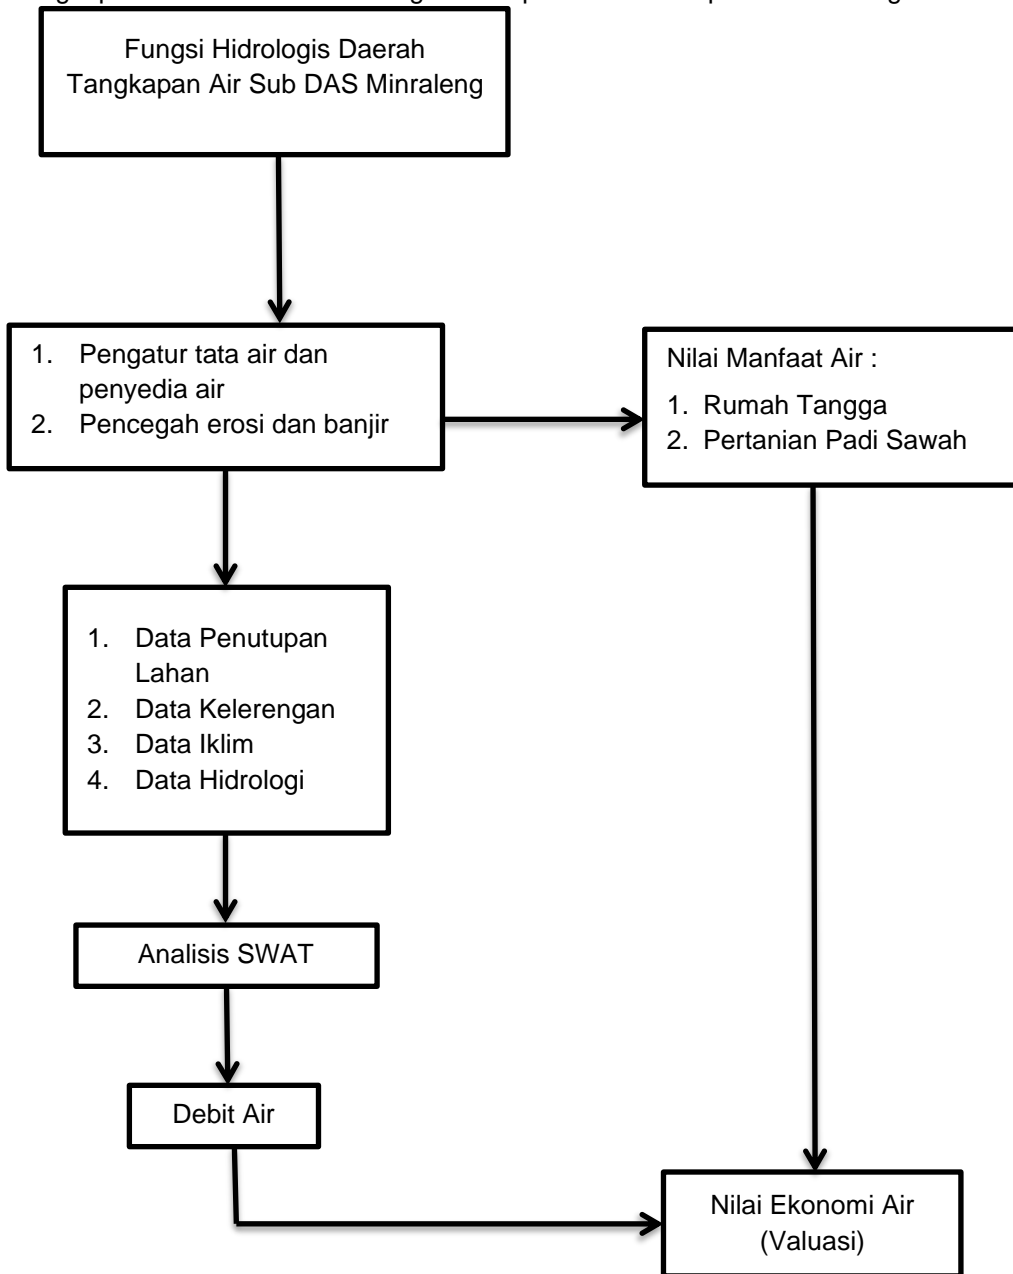 Fungsi Hidrologis Daerah
Tangkapan Air Sub DAS Minraleng
1. Pengatur tata air dan
penyedia air
2. Pencegah erosi dan banjir
Nilai Manfaat Air :
1. Rumah Tangga
2. Pertanian Padi Sawah
1. Data Penutupan
Lahan
2. Data Kelerengan
3. Data Iklim
4. Data Hidrologi
Analisis SWAT
Debit Air
Nilai Ekonomi Air
(Valuasi)